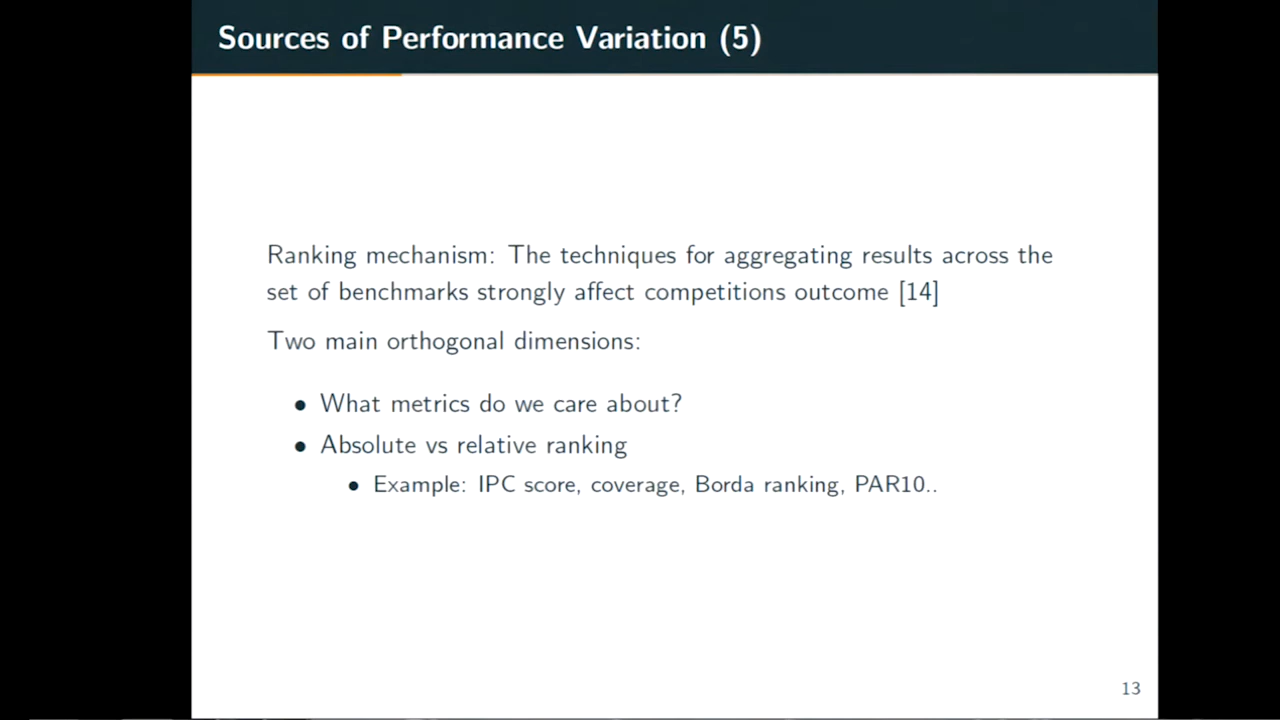 Sources of Performance Variation (5)
Ranking mechanism: The techniques for aggregating results across the
set of benchmarks strongly affect competitions outcome [14]
Two main orthogonal dimensions:
• What metrics do we care about?
• Absolute vs relative ranking
• Example: IPC score, coverage, Borda ranking, PAR10..
13